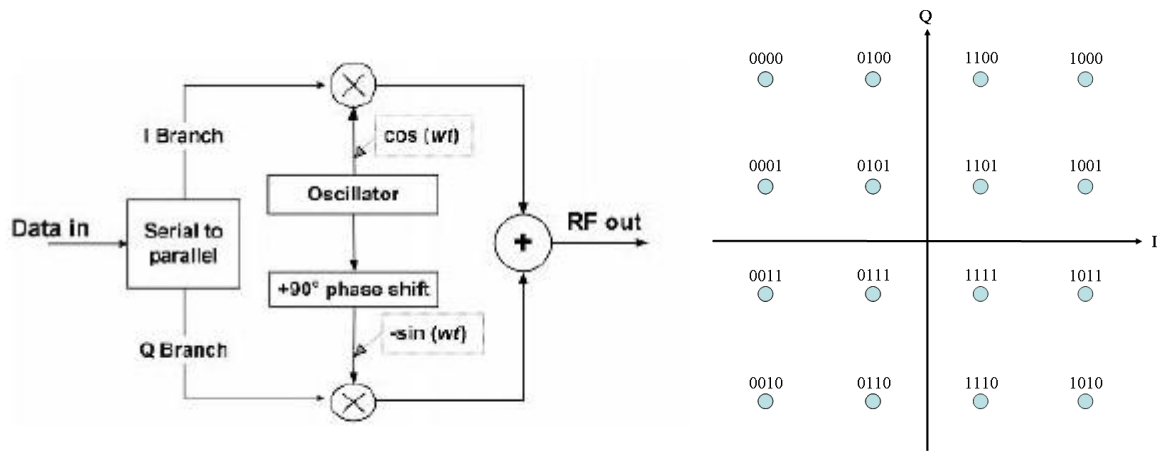 I Branch
cos (wt)
Oscillator
Data in
Serial to
parallel
+
RF out
+90° phase shift
-sin (wt)
Q Branch
Q
0000 0100 1100 1000
0001 0101 1101 1001
I
0011 0111 1111 1011
0010 0110 1110 1010